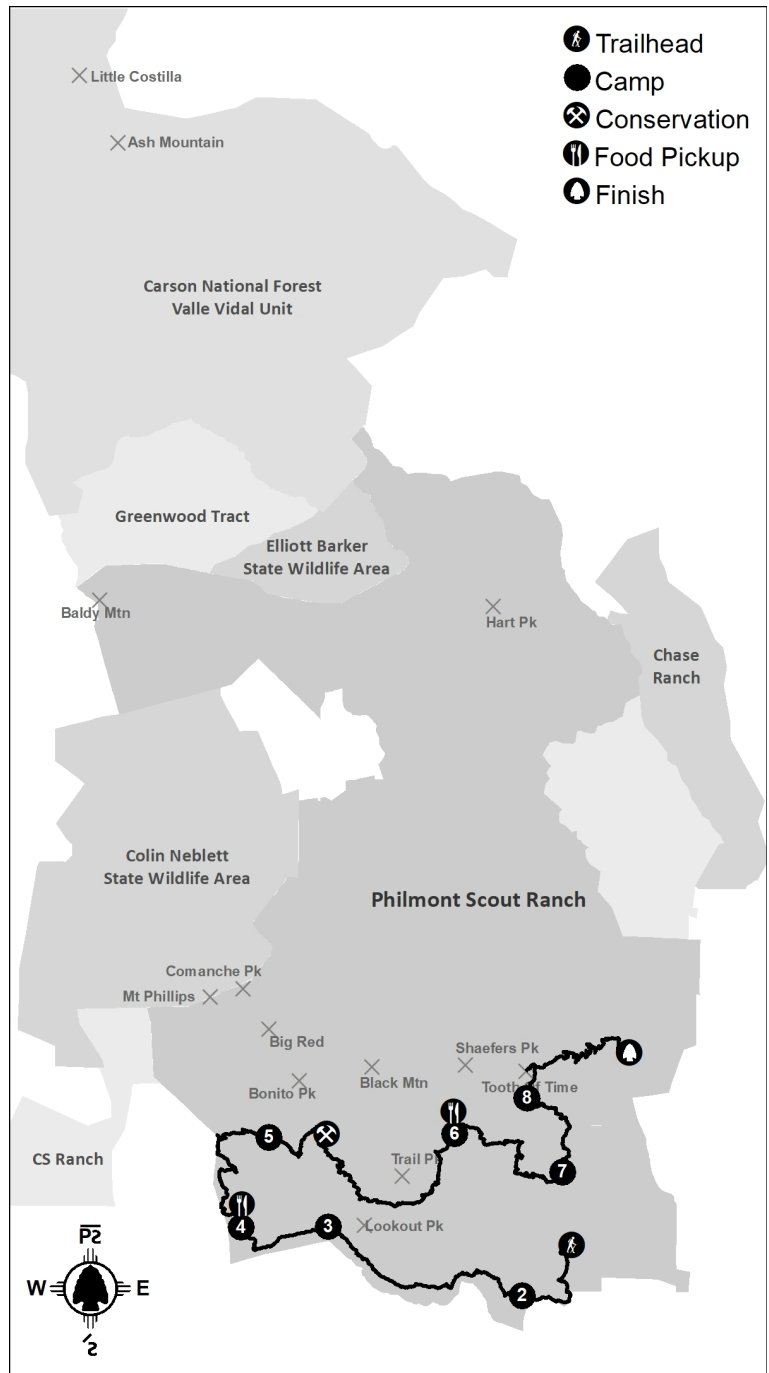 Trailhead
Camp
Conservation
Food Pickup
Finish
Little Costilla
Ash Mountain
Carson National Forest
Valle Vidal Unit
Greenwood Tract
Elliott Barker
State Wildlife Area
Baldy Mtn
Hart Pk
Chase
Ranch
Colin Neblett
State Wildlife Area
Philmont Scout Ranch
Comanche Pk
Mt Phillips
Big Red
Shaefers Pk
Black Mtn
Tooth of Time
Bonito Pk
8
5
6
CS Ranch
Trail Pk
7
4
3
Lookout Pk
2
W
E